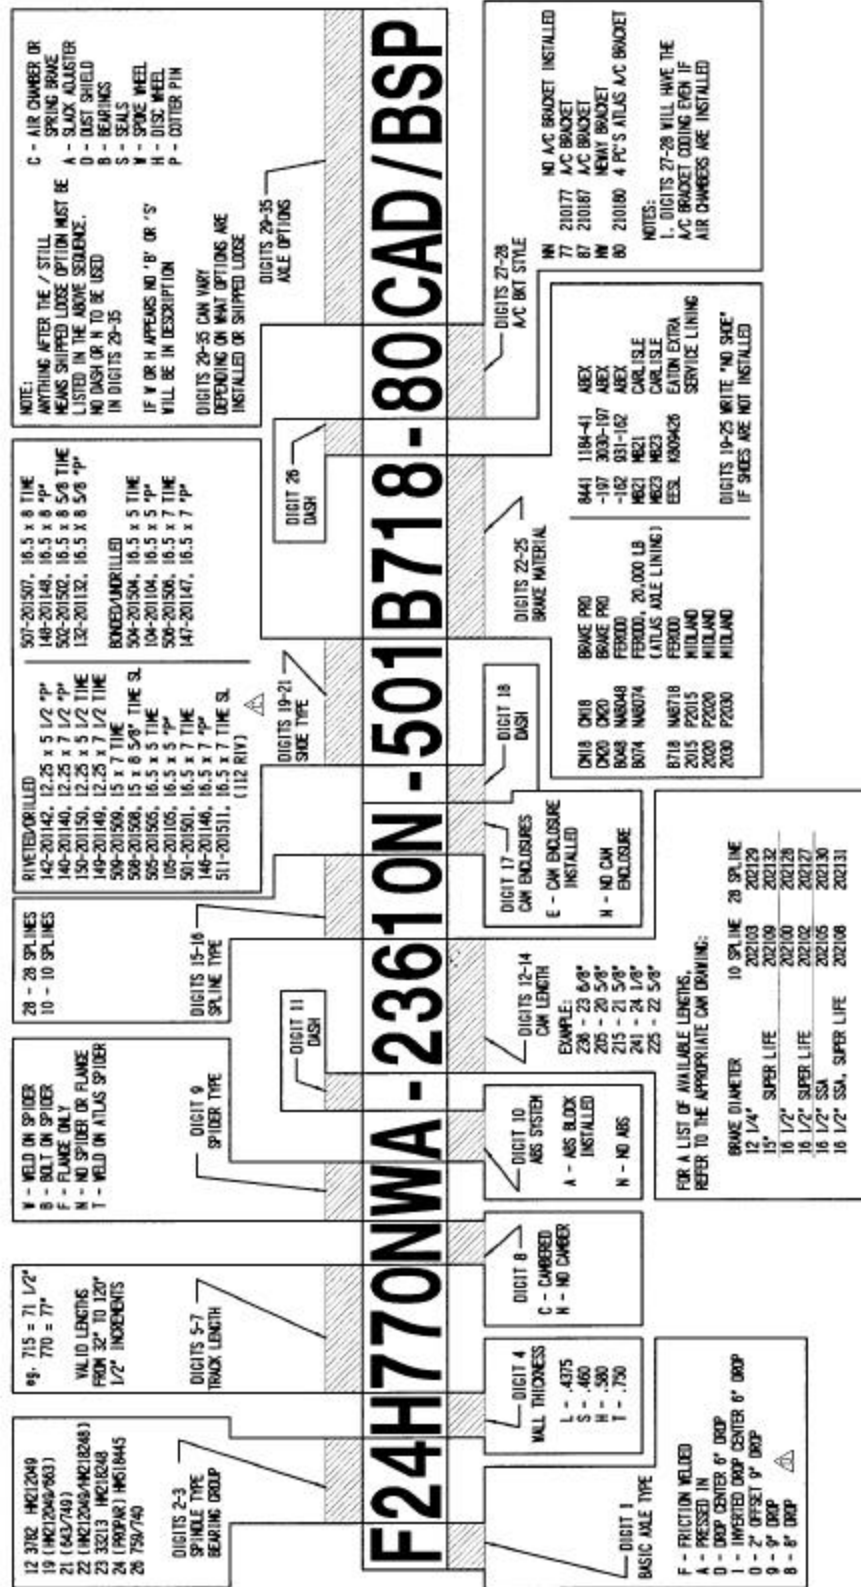 F24H770NWA-23610N-501B718-80CAD/BSP
12 3782 HM212049
19 (HM212049/663)
21 (643/749)
22 (HM212049/HM218248)
23 33213 HM218248
24 (PROPAR) HM518445
26 759/740
DIGITS 2-3
SPINDLE TYPE
BEARING GROUP
eg. 715 = 71 1/2"
770 = 77"
VALID LENGTHS
FROM 32" TO 120"
1/2" INCREMENTS
DIGITS 5-7
TRACK LENGTH
W - WELD ON SPIDER
B - BOLT ON SPIDER
F - FLANGE ONLY
N - NO SPIDER OR FLANGE
T - WELD ON ATLAS SPIDER
DIGIT 9
SPIDER TYPE
DIGIT 11
DASH
28 - 28 SPLINES
10 - 10 SPLINES
DIGITS 15-16
SPLINE TYPE
RIVETED/DRILLED
142-201142, 12.25 x 5 1/2 "P"
140-201140, 12.25 x 7 1/2 "P"
150-201150, 12.25 x 5 1/2 TIME
149-201149, 12.25 x 7 1/2 TIME
509-201509, 15 x 7 TIME
508-201508, 15 x 8 5/8" TIME SL
505-201505, 16.5 x 5 TIME
105-201105, 16.5 x 5 "P"
501-201501, 16.5 x 7 TIME
146-201146, 16.5 x 7 "P"
511-201511, 16.5 x 7 TIME SL
(112 RIV)
507-201507, 16.5 x 8 TIME
148-201148, 16.5 x 8 "P"
502-201502, 16.5 x 8 5/8 TIME
132-201132, 16.5 x 8 5/8 "P"
BONDED/UNDRILLED
504-201504, 16.5 x 5 TIME
104-201104, 16.5 x 5 "P"
506-201506, 16.5 x 7 TIME
147-201147, 16.5 x 7 "P"
DIGITS 19-21
SHOE TYPE
DIGIT 26
DASH
NOTE:
ANYTHING AFTER THE / STILL
MEANS SHIPPED LOOSE OPTION MUST BE
LISTED IN THE ABOVE SEQUENCE.
NO DASH OR N TO BE USED
IN DIGITS 29-35
IF W OR H APPEARS NO 'B' OR 'S'
WILL BE IN DESCRIPTION
DIGITS 29-35 CAN VARY
DEPENDING ON WHAT OPTIONS ARE
INSTALLED OR SHIPPED LOOSE
C - AIR CHAMBER OR
SPRING BRAKE
A - SLACK ADJUSTER
D - DUST SHIELD
B - BEARINGS
S - SEALS
W - SPOKE WHEEL
H - DISC WHEEL
P - COTTER PIN
DIGITS 29-35
AXLE OPTIONS
DIGIT 1
BASIC AXLE TYPE
F - FRICTION WELDED
A - PRESSED IN
D - DROP CENTER 6" DROP
I - INVERTED DROP CENTER 6" DROP
O - 2" OFFSET 9" DROP
9 - 9" DROP
8 - 8" DROP
DIGIT 4
WALL THICKNESS
L - .4375
S - .460
H - .580
T - .750
DIGIT 8
C - CAMBERED
N - NO CAMBER
DIGIT 10
ABS SYSTEM
A - ABS BLOCK
INSTALLED
N - NO ABS
DIGITS 12-14
CAM LENGTH
EXAMPLE:
236 - 23 6/8"
205 - 20 5/8"
215 - 21 5/8"
241 - 24 1/8"
225 - 22 5/8"
FOR A LIST OF AVAILABLE LENGTHS,
REFER TO THE APPROPRIATE CAM DRAWING:
BRAKE DIAMETER 10 SPLINE 28 SPLINE
12 1/4" 202103 202129
15" SUPER LIFE 202109 202132
16 1/2" 202100 202128
16 1/2" SUPER LIFE 202102 202127
16 1/2" SSA 202105 202130
16 1/2" SSA, SUPER LIFE 202108 202131
DIGIT 17
CAM ENCLOSURES
E - CAM ENCLOSURE
INSTALLED
N - NO CAM
ENCLOSURE
DIGIT 18
DASH
DIGITS 22-25
BRAKE MATERIAL
CM18 CM18 BRAKE PRO
CM20 CM20 BRAKE PRO
B048 NAB048 FERODO
B074 NAB074 FERODO, 20,000 LB
(ATLAS AXLE LINING)
B718 NAB718 FERODO
2015 P2015 MIDLAND
2020 P2020 MIDLAND
2030 P2030 MIDLAND
8441 1184-41 ABEX
-197 3030-197 ABEX
-162 931-162 ABEX
MB21 MB21 CARLISLE
MB23 MB23 CARLISLE
EESL K809426 EATON EXTRA
SERVICE LINING
DIGITS 19-25 WRITE "NO SHOE"
IF SHOES ARE NOT INSTALLED
DIGITS 27-28
A/C BKT STYLE
NN NO A/C BRACKET INSTALLED
77 210177 A/C BRACKET
87 210187 A/C BRACKET
NW NEWAY BRACKET
80 210180 4 PC'S ATLAS A/C BRACKET
NOTES:
1. DIGITS 27-28 WILL HAVE THE
A/C BRACKET CODING EVEN IF
AIR CHAMBERS ARE INSTALLED